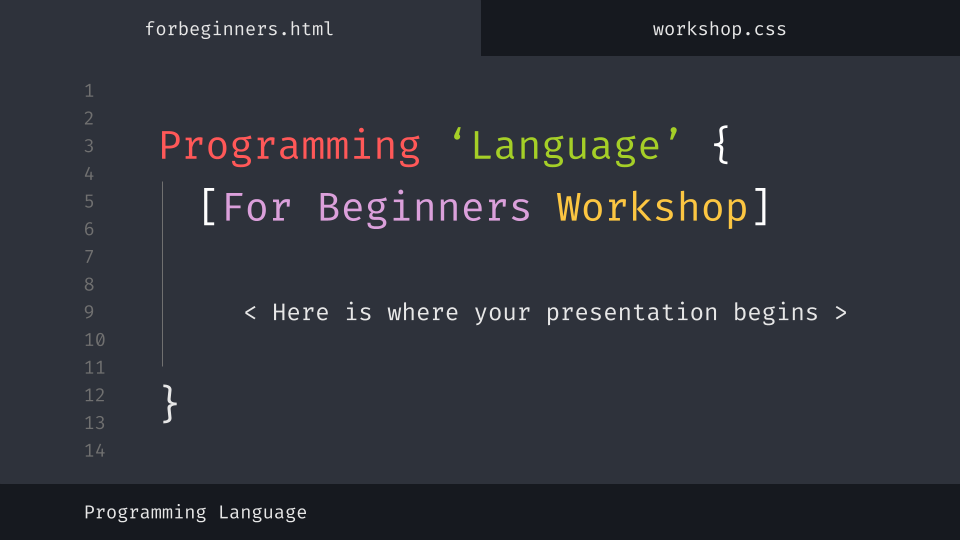 forbeginners.html
workshop.css
1
2
3
4
5
6
7
8
9
10
11
12
13
14
Programming ‘Language’ {
[For Beginners Workshop]
< Here is where your presentation begins >
}
Programming Language